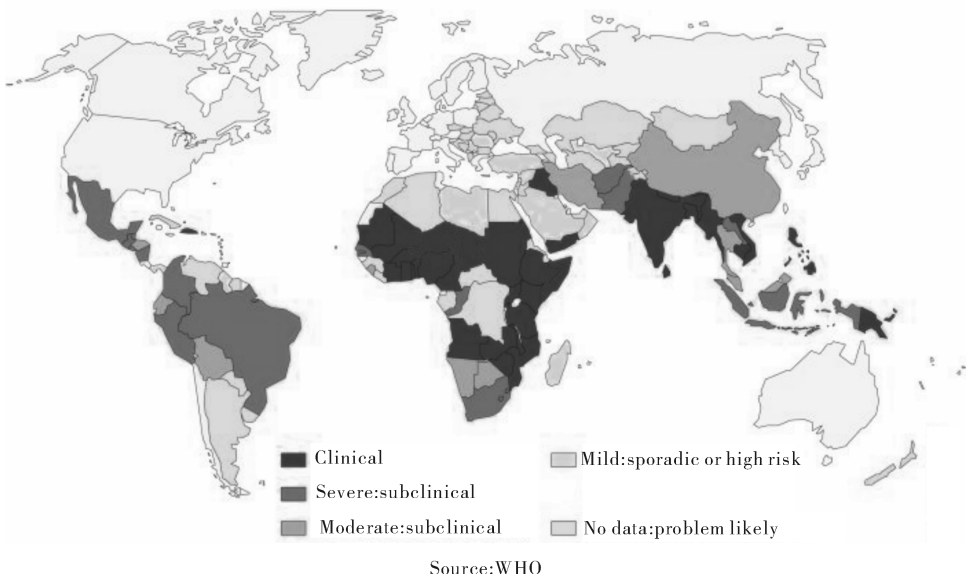 Clinical
Severe:subclinical
Moderate:subclinical
Mild:sporadic or high risk
No data:problem likely
Source:WHO